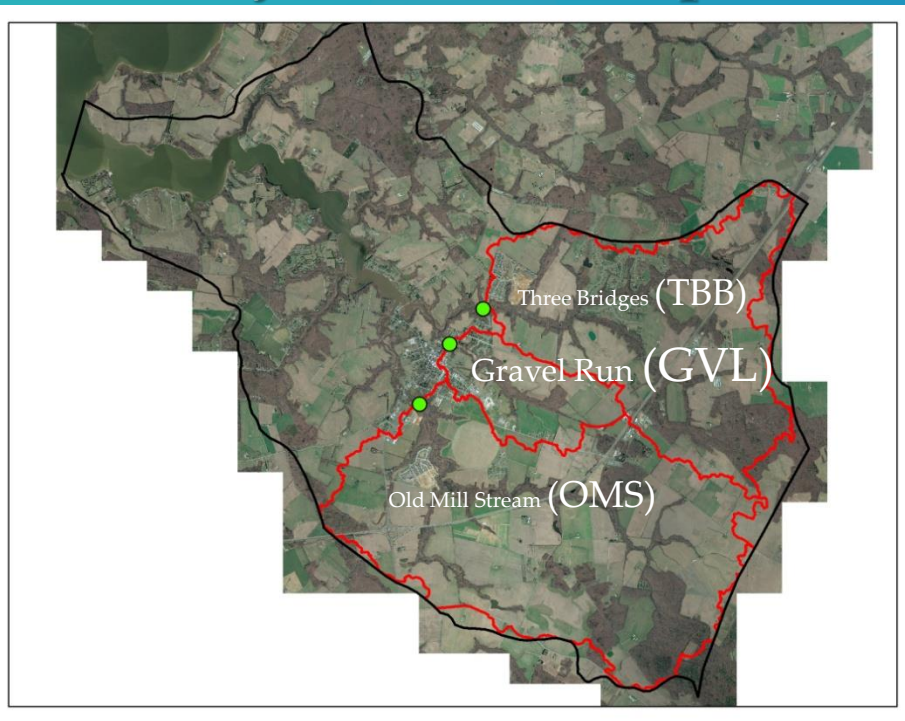 Three Bridges (TBB)
Gravel Run (GVL)
Old Mill Stream (OMS)